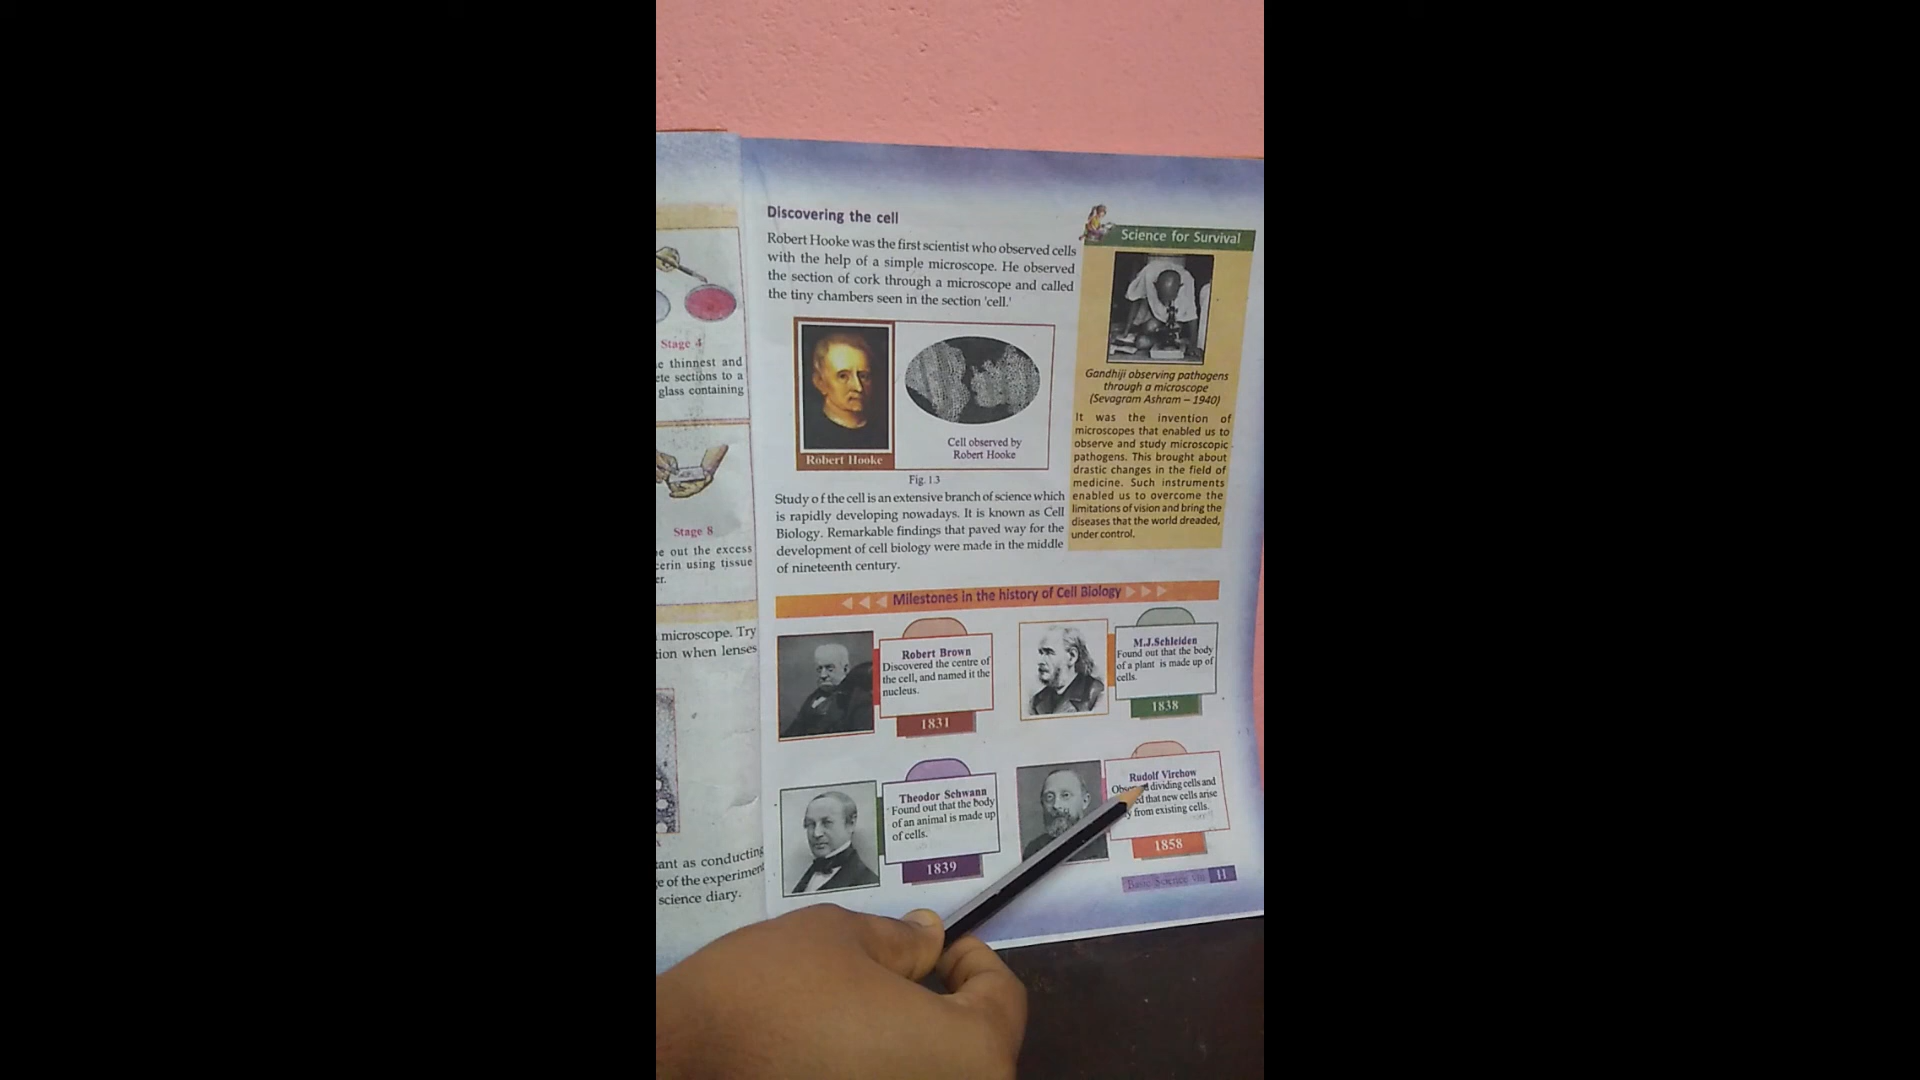 Stage 4
e thinnest and
ete sections to a
glass containing
Stage 8
e out the excess
cerin using tissue
er.
microscope. Try
tion when lenses
tant as conducting
e of the experiment
science diary.
Discovering the cell
Robert Hooke was the first scientist who observed cells
with the help of a simple microscope. He observed
the section of cork through a microscope and called
the tiny chambers seen in the section 'cell.'
Robert Hooke
Cell observed by
Robert Hooke
Fig. 1.3
Study of the cell is an extensive branch of science which
is rapidly developing nowadays. It is known as Cell
Biology. Remarkable findings that paved way for the
development of cell biology were made in the middle
of nineteenth century.
Science for Survival
Gandhiji observing pathogens
through a microscope
(Sevagram Ashram – 1940)
It was the invention of
microscopes that enabled us to
observe and study microscopic
pathogens. This brought about
drastic changes in the field of
medicine. Such instruments
enabled us to overcome the
limitations of vision and bring the
diseases that the world dreaded,
under control.
Milestones in the history of Cell Biology
Robert Brown
Discovered the centre of
the cell, and named it the
nucleus.
1831
M.J.Schleiden
Found out that the body
of a plant is made up of
cells.
1838
Theodor Schwann
Found out that the body
of an animal is made up
of cells.
1839
Rudolf Virchow
dividing cells and
ed that new cells arise
y from existing cells.
1858
Basic Science